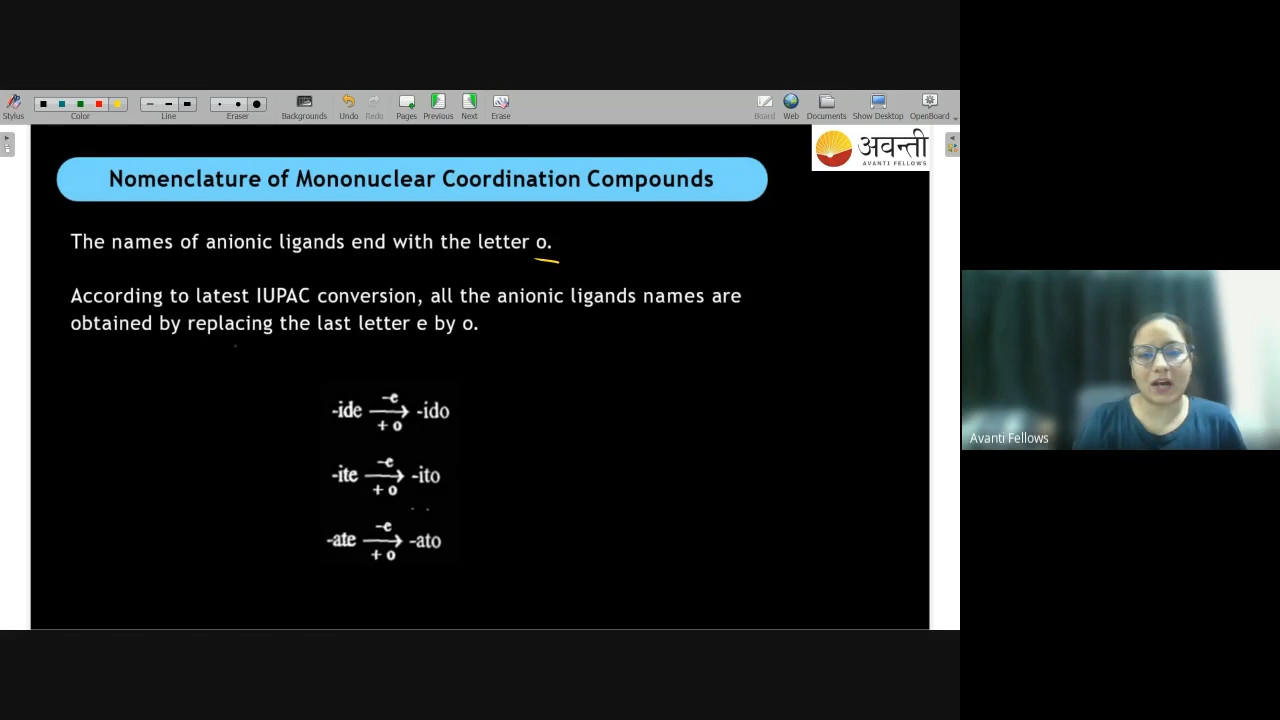 Stylus
Color
Line
Eraser
Backgrounds
Undo
Redo
Pages
Previous
Next
Erase
Board
Web
Documents
Show Desktop
OpenBoard
अवन्ती
AVANTI FELLOWS
Nomenclature of Mononuclear Coordination Compounds
The names of anionic ligands end with the letter o.
According to latest IUPAC conversion, all the anionic ligands names are
obtained by replacing the last letter e by o.
-ide –e + o → -ido
-ite –e + o → -ito
-ate –e + o → -ato
Avanti Fellows